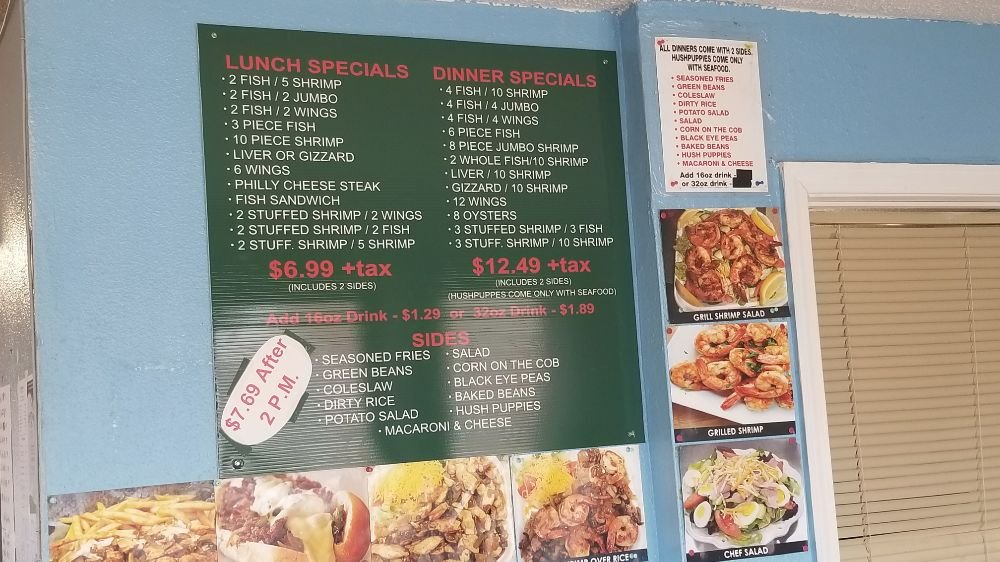 LUNCH SPECIALS
· 2 FISH / 5 SHRIMP
· 2 FISH / 2 JUMBO
· 2 FISH / 2 WINGS
· 3 PIECE FISH
· 10 PIECE SHRIMP
· LIVER OR GIZZARD
· 6 WINGS
· PHILLY CHEESE STEAK
· FISH SANDWICH
· 2 STUFFED SHRIMP / 2 WINGS
· 2 STUFFED SHRIMP / 2 FISH
· 2 STUFF. SHRIMP / 5 SHRIMP
$6.99 +tax
(INCLUDES 2 SIDES)
DINNER SPECIALS
· 4 FISH / 10 SHRIMP
· 4 FISH / 4 JUMBO
· 4 FISH / 4 WINGS
· 6 PIECE FISH
· 8 PIECE JUMBO SHRIMP
· 2 WHOLE FISH/10 SHRIMP
· LIVER / 10 SHRIMP
· GIZZARD / 10 SHRIMP
· 12 WINGS
· 8 OYSTERS
· 3 STUFFED SHRIMP / 3 FISH
· 3 STUFF. SHRIMP / 10 SHRIMP
$12.49 +tax
(INCLUDES 2 SIDES)
(HUSHPUPPES COME ONLY WITH SEAFOOD)
Add 16oz Drink - $1.29 or 32oz Drink - $1.89
SIDES
· SEASONED FRIES
· GREEN BEANS
· COLESLAW
· DIRTY RICE
· POTATO SALAD
· SALAD
· CORN ON THE COB
· BLACK EYE PEAS
· BAKED BEANS
· HUSH PUPPIES
· MACARONI & CHEESE
$7.69 After
2 P.M.
ALL DINNERS COME WITH 2 SIDES.
HUSHPUPPIES COME ONLY
WITH SEAFOOD.
• SEASONED FRIES
• GREEN BEANS
• COLESLAW
• DIRTY RICE
• POTATO SALAD
• SALAD
• CORN ON THE COB
• BLACK EYE PEAS
• BAKED BEANS
• HUSH PUPPIES
• MACARONI & CHEESE
Add 16oz drink -
or 32oz drink -
GRILL SHRIMP SALAD
GRILLED SHRIMP
CHEF SALAD
OVER RICE